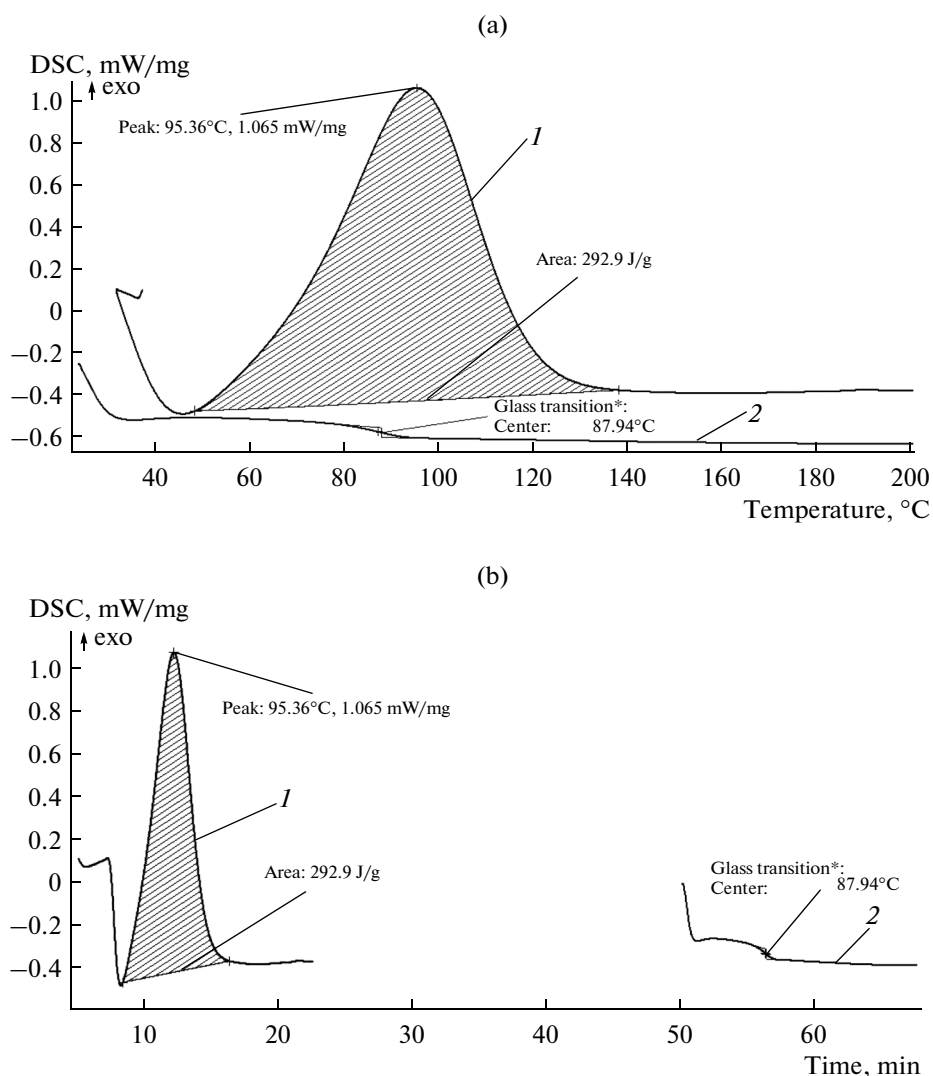 (a)
DSC, mW/mg
exo
1.0
Peak: 95.36°C, 1.065 mW/mg
1
0.8
0.6
0.4
Area: 292.9 J/g
0.2
0
−0.2
−0.4
Glass transition*:
Center: 87.94°C
2
−0.6
40 60 80 100 120 140 160 180 200
Temperature, °C
(b)
DSC, mW/mg
exo
1.0
Peak: 95.36°C, 1.065 mW/mg
0.8
0.6
0.4
1
0.2
Area: 292.9 J/g
Glass transition*:
Center: 87.94°C
0
2
−0.2
−0.4
10 20 30 40 50 60
Time, min